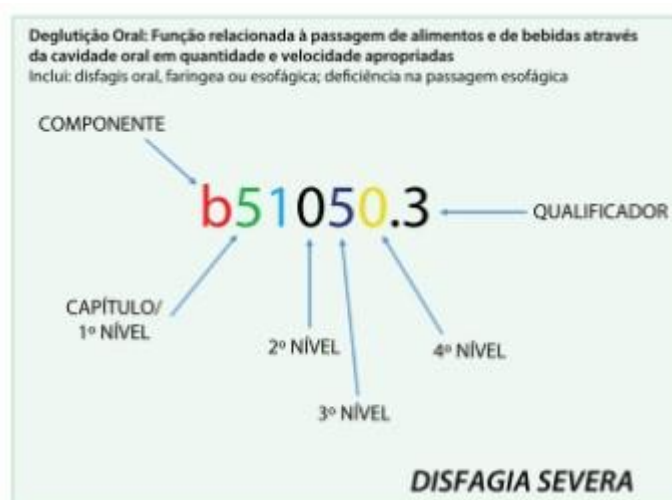 Deglutição Oral: Função relacionada à passagem de alimentos e de bebidas através
da cavidade oral em quantidade e velocidade apropriadas
Inclui: disfagis oral, faríngea ou esofágica; deficiência na passagem esofágica
COMPONENTE
b51050.3
QUALIFICADOR
CAPÍTULO/
1º NÍVEL
2º NÍVEL
4º NÍVEL
3º NÍVEL
DISFAGIA SEVERA